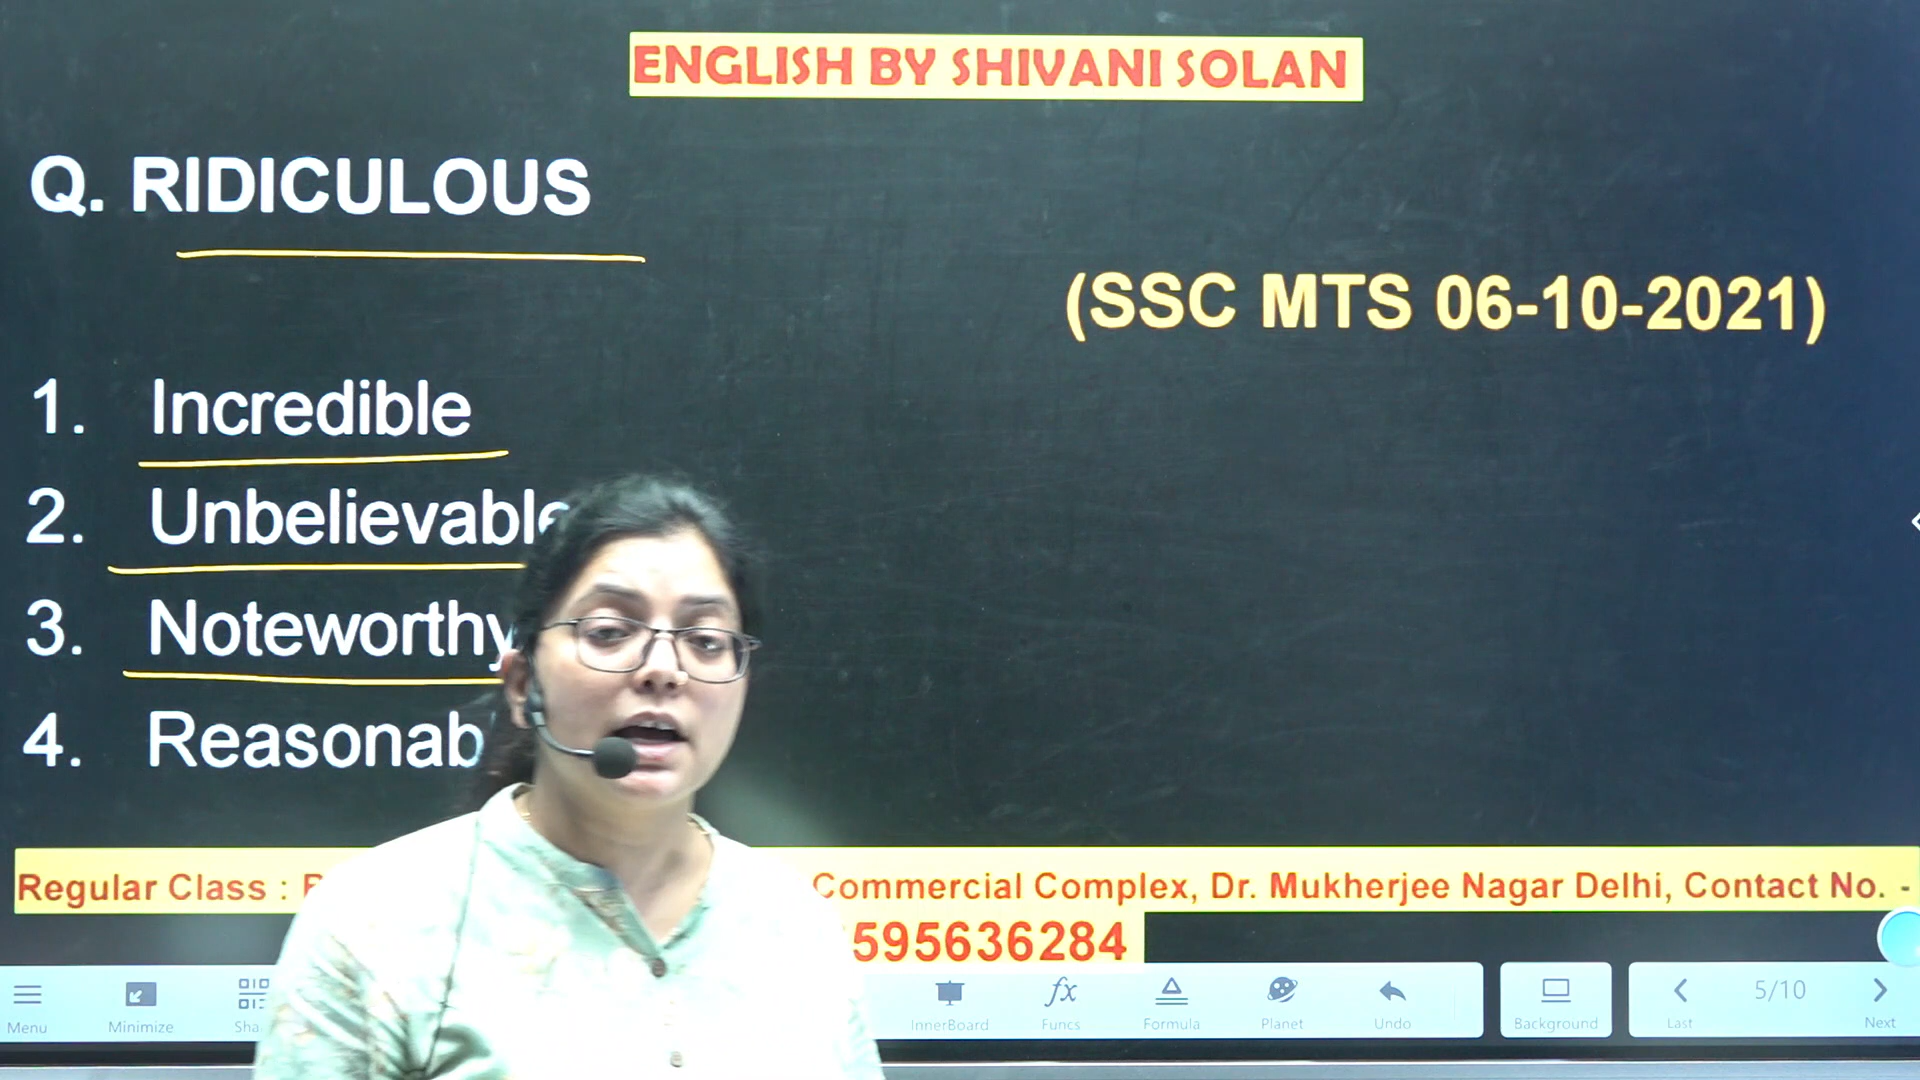 ENGLISH BY SHIVANI SOLAN
Q. RIDICULOUS
(SSC MTS 06-10-2021)
1. Incredible
2. Unbelievable
3. Noteworthy
4. Reasonab
Regular Class : Commercial Complex, Dr. Mukherjee Nagar Delhi, Contact No. -
595636284
Menu Minimize Sha InnerBoard Funcs Formula Planet Undo Background Last 5/10 Next